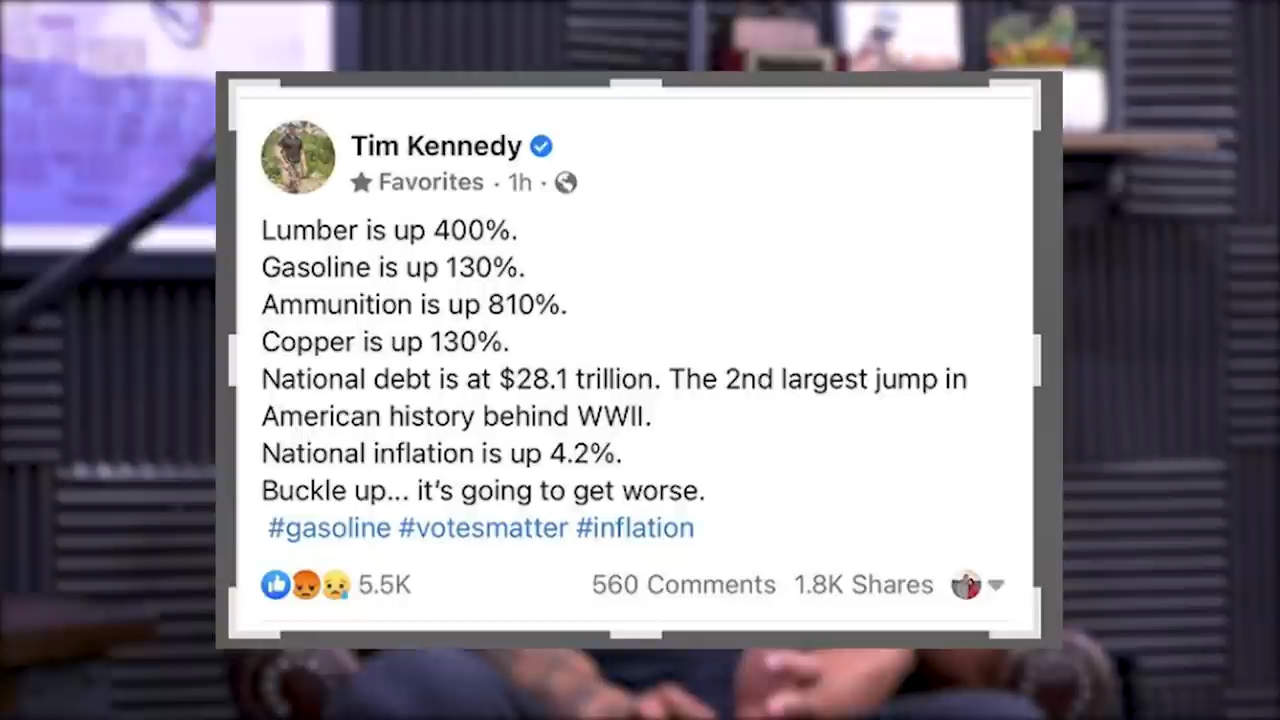 Tim Kennedy
Favorites · 1h ·
Lumber is up 400%.
Gasoline is up 130%.
Ammunition is up 810%.
Copper is up 130%.
National debt is at $28.1 trillion. The 2nd largest jump in
American history behind WWII.
National inflation is up 4.2%.
Buckle up... it's going to get worse.
#gasoline #votesmatter #inflation
5.5K 560 Comments 1.8K Shares